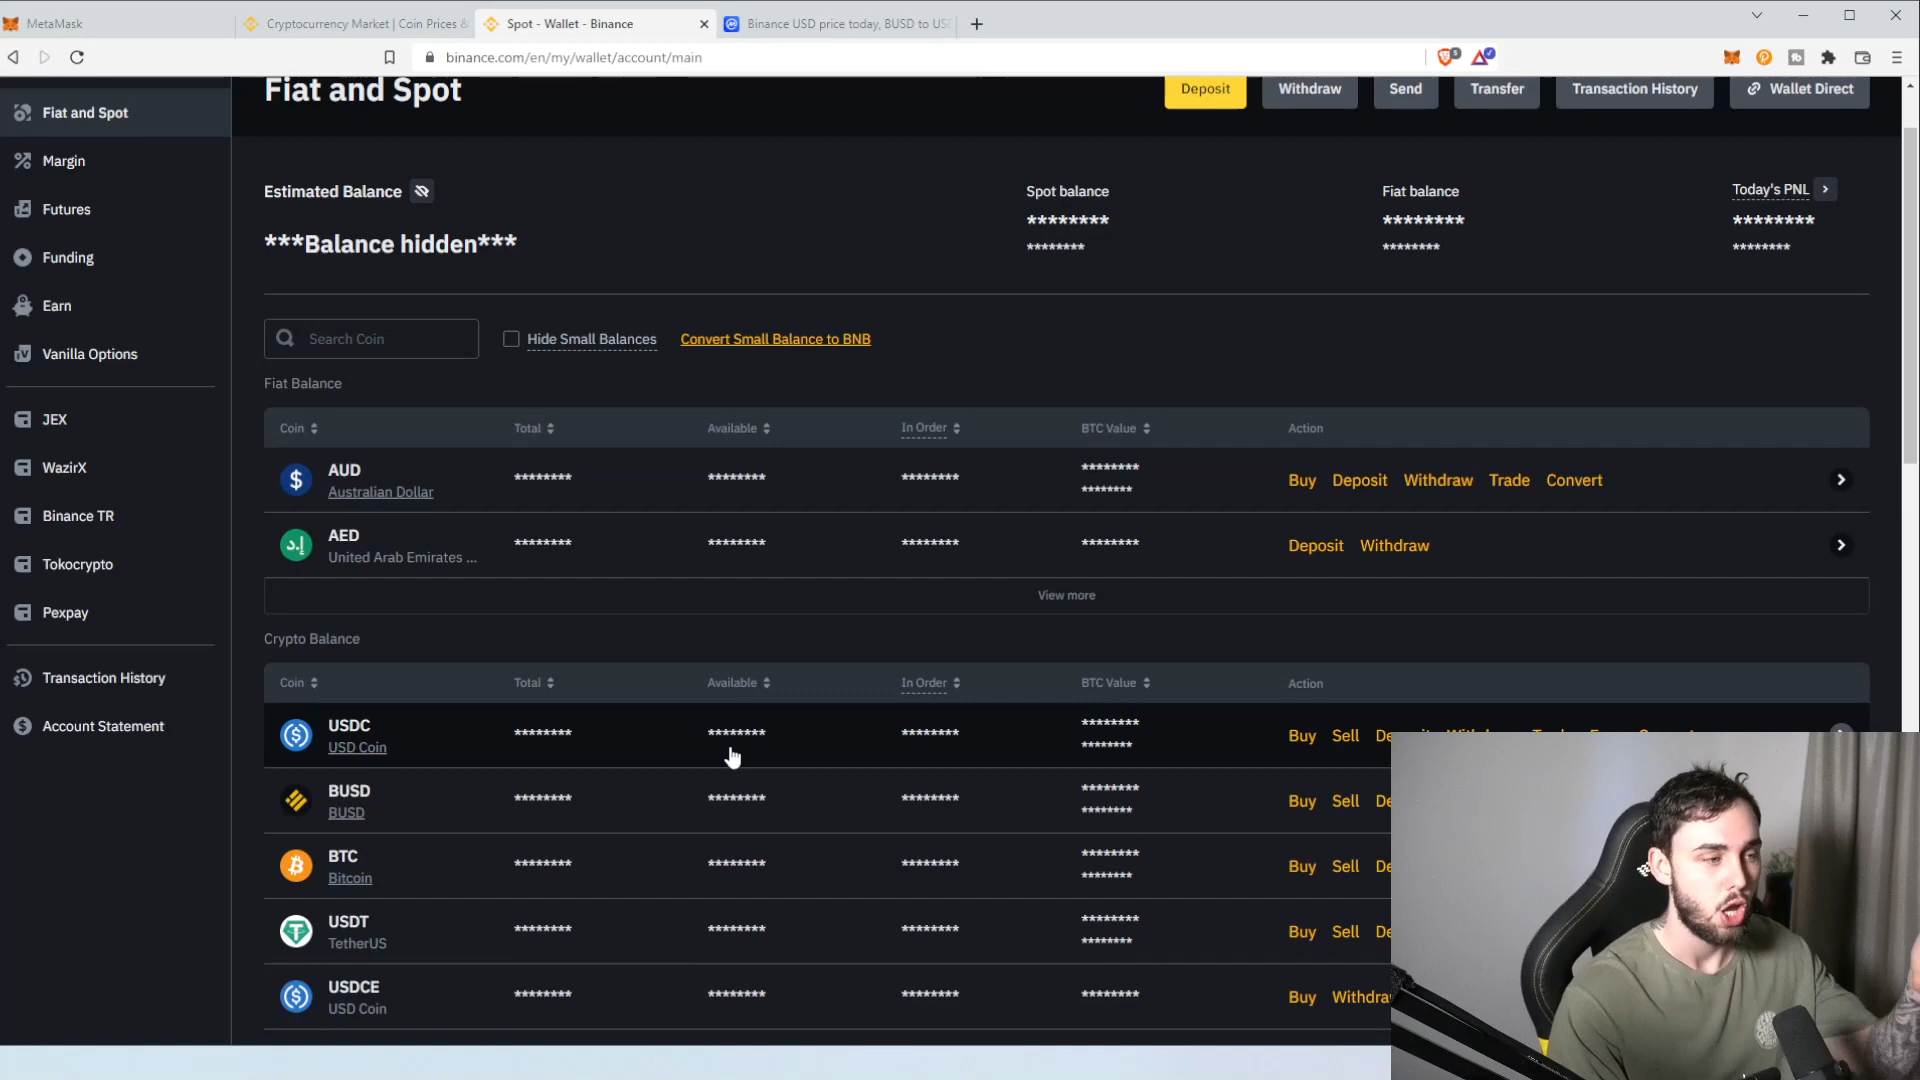 MetaMask
Cryptocurrency Market | Coin Prices &
Spot - Wallet - Binance
Binance USD price today, BUSD to US
binance.com/en/my/wallet/account/main
Fiat and Spot
Deposit
Withdraw
Send
Transfer
Transaction History
Wallet Direct
Fiat and Spot
Margin
Futures
Funding
Earn
Vanilla Options
JEX
WazirX
Binance TR
Tokocrypto
Pexpay
Transaction History
Account Statement
Estimated Balance
***Balance hidden***
Spot balance
********
********
Fiat balance
********
********
Today's PNL
********
********
Search Coin
Hide Small Balances
Convert Small Balance to BNB
Fiat Balance
Coin Total Available In Order BTC Value Action
AUD
Australian Dollar
******** ******** ******** ********
********
Buy Deposit Withdraw Trade Convert
AED
United Arab Emirates ...
******** ******** ******** ********
Deposit Withdraw
View more
Crypto Balance
Coin Total Available In Order BTC Value Action
USDC
USD Coin
******** ******** ******** ********
********
Buy Sell
BUSD
BUSD
******** ******** ******** ********
********
Buy Sell De
BTC
Bitcoin
******** ******** ******** ********
********
Buy Sell De
USDT
TetherUS
******** ******** ******** ********
********
Buy Sell De
USDCE
USD Coin
******** ******** ******** ********
Buy Withdra